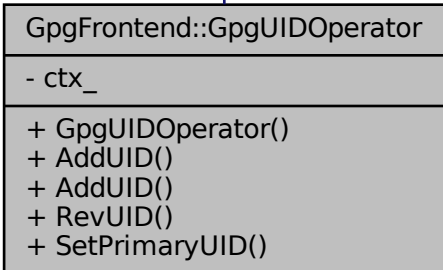 GpgFrontend::GpgUIDOperator
- ctx_
+ GpgUIDOperator()
+ AddUID()
+ AddUID()
+ RevUID()
+ SetPrimaryUID()